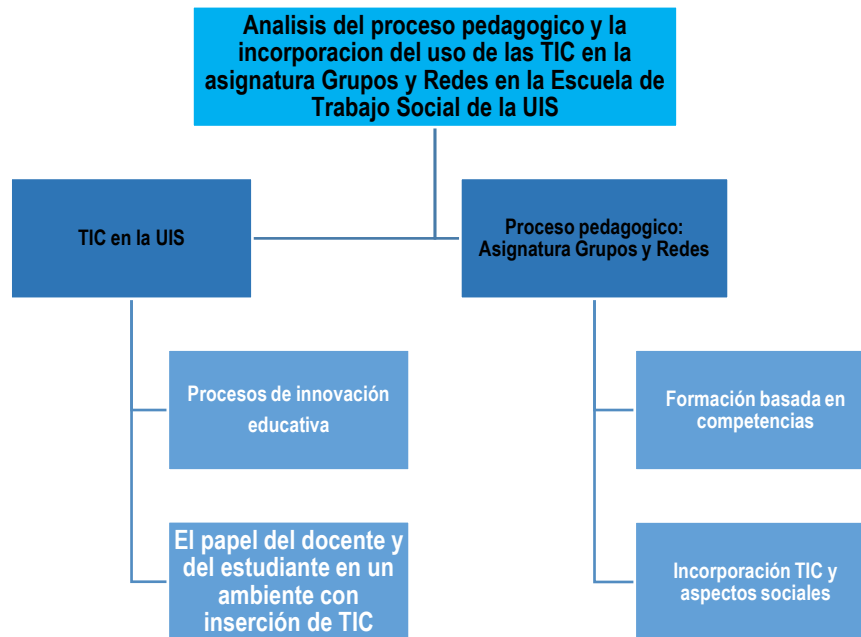 Analisis del proceso pedagogico y la
incorporacion del uso de las TIC en la
asignatura Grupos y Redes en la Escuela de
Trabajo Social de la UIS
TIC en la UIS
Proceso pedagogico:
Asignatura Grupos y Redes
Procesos de innovación
educativa
Formación basada en
competencias
El papel del docente y
del estudiante en un
ambiente con
inserción de TIC
Incorporación TIC y
aspectos sociales